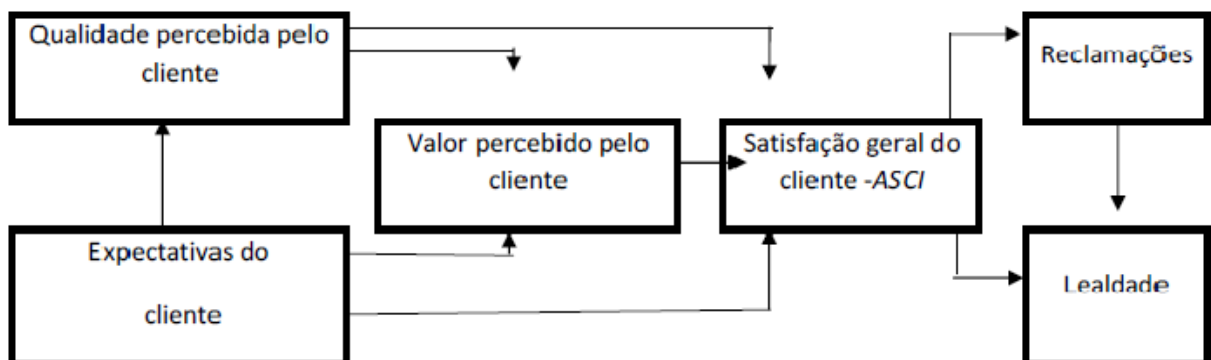 Qualidade percebida pelo
cliente
Reclamações
Valor percebido pelo
cliente
Satisfação geral do
cliente -ASCI
Expectativas do
cliente
Lealdade